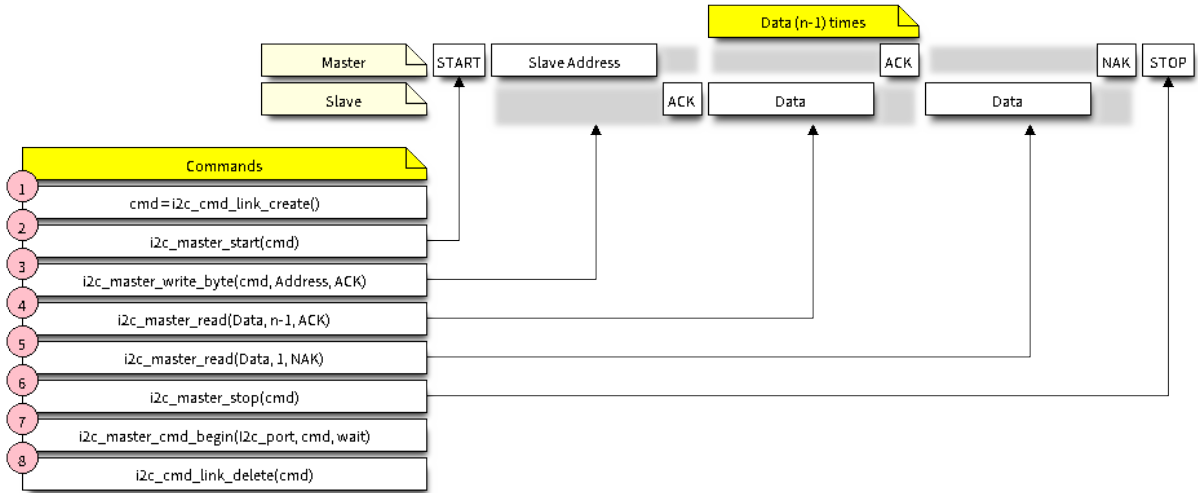 Data (n-1) times
Master START Slave Address ACK NAK STOP
Slave ACK Data Data
Commands
1
cmd=i2c_cmd_link_create()
2
i2c_master_start(cmd)
3
i2c_master_write_byte(cmd, Address, ACK)
4
i2c_master_read(Data, n-1, ACK)
5
i2c_master_read(Data, 1, NAK)
6
i2c_master_stop(cmd)
7
i2c_master_cmd_begin(I2c_port, cmd, wait)
8
i2c_cmd_link_delete(cmd)